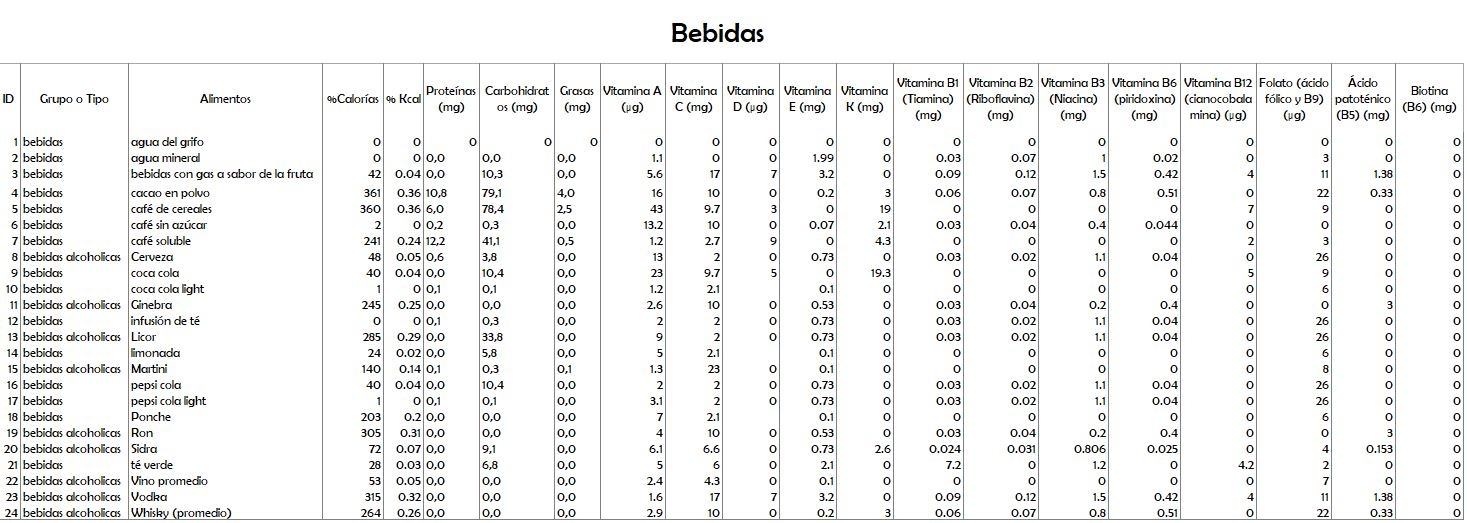 Bebidas
ID Grupo o Tipo Alimentos %Calorías % Kcal Proteínas (mg) Carbohidratos (mg) Grasas (mg) Vitamina A (µg) Vitamina C (mg) Vitamina D (µg) Vitamina E (mg) Vitamina K (mg) Vitamina B1 (Tiamina) (mg) Vitamina B2 (Riboflavina) (mg) Vitamina B3 (Niacina) (mg) Vitamina B6 (piridoxina) (mg) Vitamina B12 (cianocobalamina) (µg) Folato (ácido fólico y B9) (µg) Ácido patoténico (B5) (mg) Biotina (B6) (mg)
1 bebidas agua del grifo 0 0 0 0 0 0 0 0 0 0 0 0 0 0 0 0 0 0
2 bebidas agua mineral 0 0 0,0 0,0 0,0 1.1 0 0 1.99 0 0.03 0.07 1 0.02 0 3 0 0
3 bebidas bebidas con gas a sabor de la fruta 42 0.04 0,0 10,3 0,0 5.6 17 7 3.2 0 0.09 0.12 1.5 0.42 4 11 1.38 0
4 bebidas cacao en polvo 361 0.36 10,8 79,1 4,0 16 10 0 0.2 3 0.06 0.07 0.8 0.51 0 22 0.33 0
5 bebidas café de cereales 360 0.36 6,0 78,4 2,5 43 9.7 3 0 19 0 0 0 0 7 9 0 0
6 bebidas café sin azúcar 2 0 0,2 0,3 0,0 13.2 10 0 0.07 2.1 0.03 0.04 0.4 0.044 0 0 0 0
7 bebidas café soluble 241 0.24 12,2 41,1 0,5 1.2 2.7 9 0 4.3 0 0 0 0 2 3 0 0
8 bebidas alcoholicas Cerveza 48 0.05 0,6 3,8 0,0 13 2 0 0.73 0 0.03 0.02 1.1 0.04 0 26 0 0
9 bebidas coca cola 40 0.04 0,0 10,4 0,0 23 9.7 5 0 19.3 0 0 0 0 5 9 0 0
10 bebidas coca cola light 1 0 0,1 0,1 0,0 1.2 2.1 0 0.1 0 0 0 0 0 0 6 0 0
11 bebidas alcoholicas Ginebra 245 0.25 0,0 0,0 0,0 2.6 10 0 0.53 0 0.03 0.04 0.2 0.4 0 0 3 0
12 bebidas infusión de té 0 0 0,1 0,3 0,0 2 2 0 0.73 0 0.03 0.02 1.1 0.04 0 26 0 0
13 bebidas alcoholicas Licor 285 0.29 0,0 33,8 0,0 9 2 0 0.73 0 0.03 0.02 1.1 0.04 0 26 0 0
14 bebidas limonada 24 0.02 0,0 5,8 0,0 5 2.1 0 0.1 0 0 0 0 0 0 6 0 0
15 bebidas alcoholicas Martini 140 0.14 0,1 0,3 0,1 1.3 23 0 0.1 0 0 0 0 0 0 8 0 0
16 bebidas pepsi cola 40 0.04 0,0 10,4 0,0 2 2 0 0.73 0 0.03 0.02 1.1 0.04 0 26 0 0
17 bebidas pepsi cola light 1 0 0,1 0,1 0,0 3.1 2 0 0.73 0 0.03 0.02 1.1 0.04 0 26 0 0
18 bebidas Ponche 203 0.2 0,0 0,0 0,0 7 2.1 0 0.1 0 0 0 0 0 0 6 0 0
19 bebidas alcoholicas Ron 305 0.31 0,0 0,0 0,0 4 10 0 0.53 0 0.03 0.04 0.2 0.4 0 0 3 0
20 bebidas alcoholicas Sidra 72 0.07 0,0 9,1 0,0 6.1 6.6 0 0.73 2.6 0.024 0.031 0.806 0.025 0 4 0.153 0
21 bebidas té verde 28 0.03 0,0 6,8 0,0 5 6 0 2.1 0 7.2 0 1.2 0 4.2 2 0 0
22 bebidas alcoholicas Vino promedio 53 0.05 0,0 0,0 0,0 2.4 4.3 0 0.1 0 0 0 0 0 0 7 0 0
23 bebidas alcoholicas Vodka 315 0.32 0,0 0,0 0,0 1.6 17 7 3.2 0 0.09 0.12 1.5 0.42 4 11 1.38 0
24 bebidas alcoholicas Whisky (promedio) 264 0.26 0,0 0,0 0,0 2.9 10 0 0.2 3 0.06 0.07 0.8 0.51 0 22 0.33 0